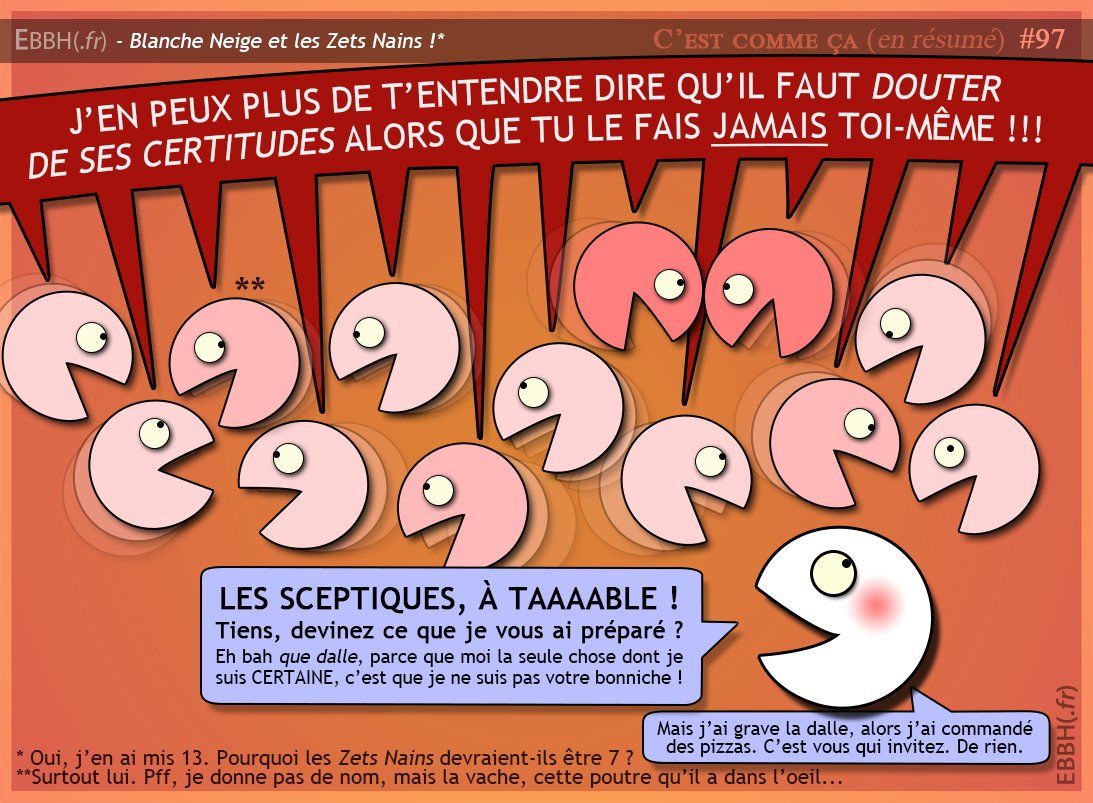 EBBH(.fr) - Blanche Neige et les Zets Nains !*
C'EST COMME ÇA (en résumé) #97
J'EN PEUX PLUS DE T'ENTENDRE DIRE QU'IL FAUT DOUTER
DE SES CERTITUDES ALORS QUE TU LE FAIS JAMAIS TOI-MÊME !!!
**
LES SCEPTIQUES, À TAAAABLE !
Tiens, devinez ce que je vous ai préparé ?
Eh bah que dalle, parce que moi la seule chose dont je
suis CERTAINE, c'est que je ne suis pas votre bonniche !
Mais j'ai grave la dalle, alors j'ai commandé
des pizzas. C'est vous qui invitez. De rien.
* Oui, j'en ai mis 13. Pourquoi les Zets Nains devraient-ils être 7 ?
**Surtout lui. Pff, je donne pas de nom, mais la vache, cette poutre qu'il a dans l'oeil...
EBBH(.fr)